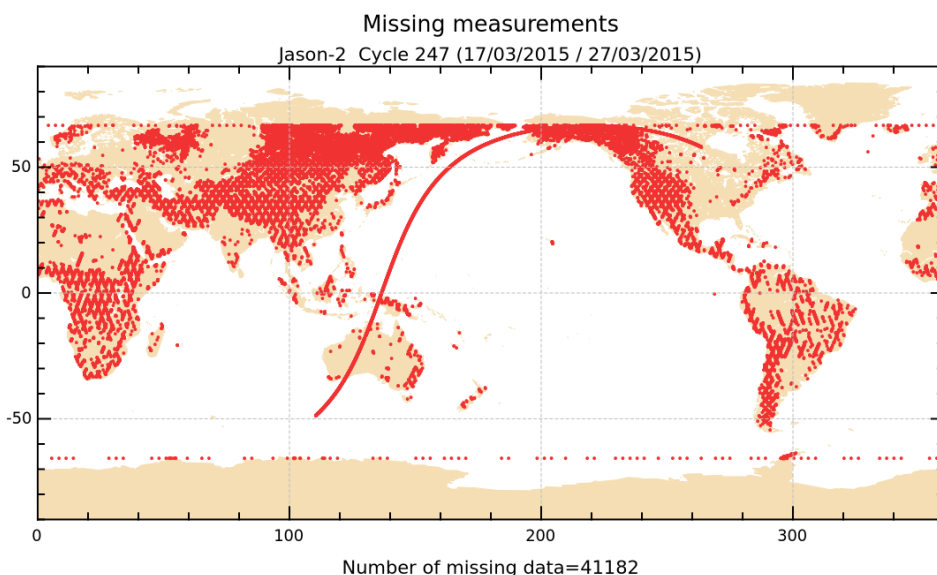 Missing measurements
Jason-2 Cycle 247 (17/03/2015 / 27/03/2015)
50
0
-50
0 100 200 300
Number of missing data=41182